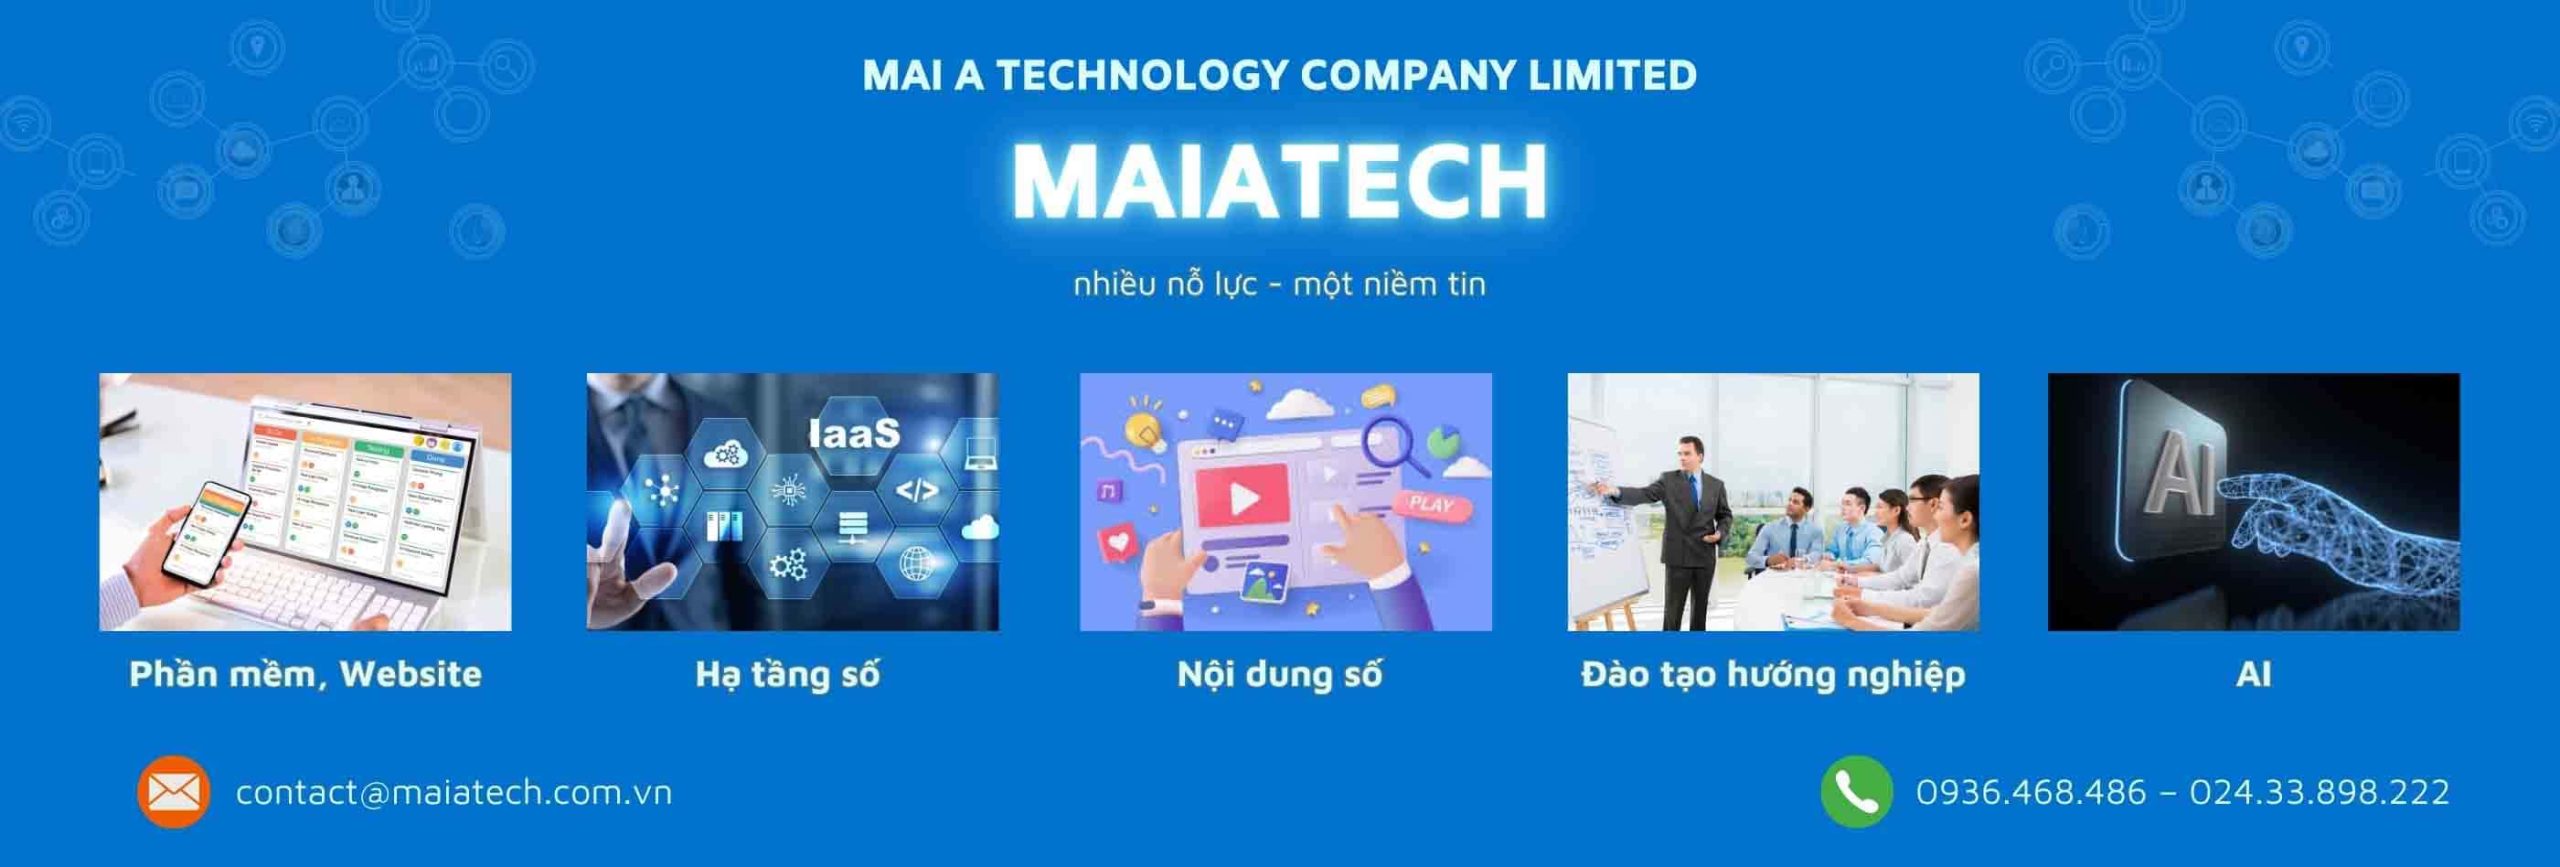 MAI A TECHNOLOGY COMPANY LIMITED
MAIATECH
nhiều nỗ lực - một niềm tin
IaaS
</>
PLAY
AI
Phần mềm, Website
Hạ tầng số
Nội dung số
Đào tạo hướng nghiệp
AI
contact@maiatech.com.vn
0936.468.486 – 024.33.898.222